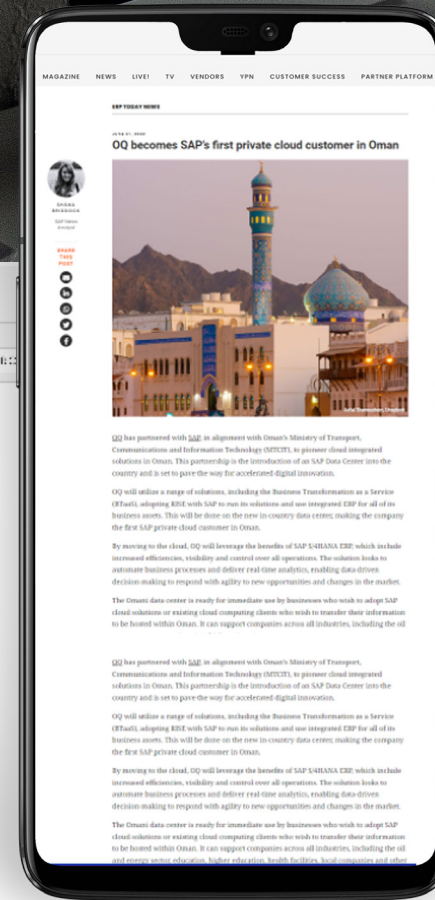 MAGAZINE NEWS LIVE! TV VENDORS YPN CUSTOMER SUCCESS PARTNER PLATFORM
ERP TODAY NEWS
OQ becomes SAP's first private cloud customer in Oman
SAP News
Analyst
SHARE
THIS
POST
Unsplash
OQ has partnered with SAP, in alignment with Oman's Ministry of Transport,
Communications and Information Technology (MTCIT), to pioneer cloud integrated
solutions in Oman. This partnership is the introduction of an SAP Data Center into the
country and is set to pave the way for accelerated digital innovation.
OQ will utilize a range of solutions, including the Business Transformation as a Service
(BTaaS), adopting RISE with SAP to run its solutions and use integrated ERP for all of its
business assets. This will be done on the new in country data center, making the company
the first SAP private cloud customer in Oman.
By moving to the cloud, OQ will leverage the benefits of SAP S/4HANA ERP, which include
increased efficiencies, visibility and control over all operations. The solution looks to
automate business processes and deliver real-time analytics, enabling data-driven
decision-making to respond with agility to new opportunities and changes in the market.
The Omani data center is ready for immediate use by businesses who wish to adopt SAP
cloud solutions or existing cloud computing clients who wish to transfer their information
to be hosted within Oman. It can support companies across all industries, including the oil
OQ has partnered with SAP, in alignment with Oman's Ministry of Transport,
Communications and Information Technology (MTCIT), to pioneer cloud integrated
solutions in Oman. This partnership is the introduction of an SAP Data Center into the
country and is set to pave the way for accelerated digital innovation.
OQ will utilize a range of solutions, including the Business Transformation as a Service
(BTaaS), adopting RISE with SAP to run its solutions and use integrated ERP for all of its
business assets. This will be done on the new in country data center, making the company
the first SAP private cloud customer in Oman.
By moving to the cloud, OQ will leverage the benefits of SAP S/4HANA ERP, which include
increased efficiencies, visibility and control over all operations. The solution looks to
automate business processes and deliver real-time analytics, enabling data-driven
decision-making to respond with agility to new opportunities and changes in the market.
The Omani data center is ready for immediate use by businesses who wish to adopt SAP
cloud solutions or existing cloud computing clients who wish to transfer their information
to be hosted within Oman. It can support companies across all industries, including the oil
and energy sector, education, higher education, health facilities, local companies and other